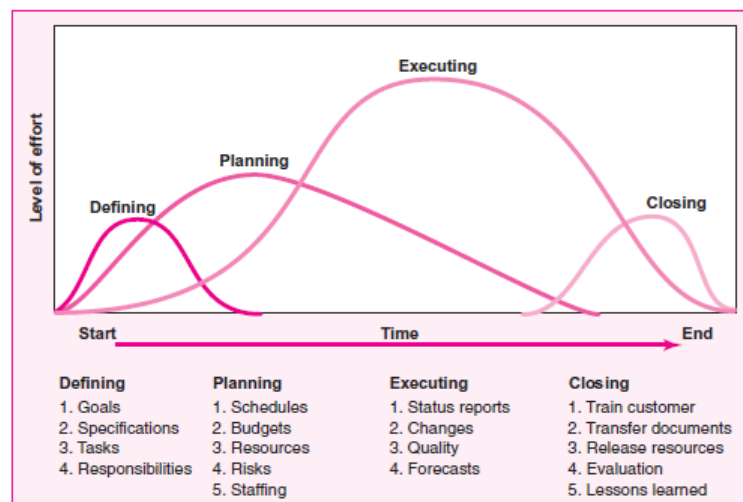 Executing
Planning
Defining
Closing
Level of effort
Start
Time
End
Defining
1. Goals
2. Specifications
3. Tasks
4. Responsibilities
Planning
1. Schedules
2. Budgets
3. Resources
4. Risks
5. Staffing
Executing
1. Status reports
2. Changes
3. Quality
4. Forecasts
Closing
1. Train customer
2. Transfer documents
3. Release resources
4. Evaluation
5. Lessons learned